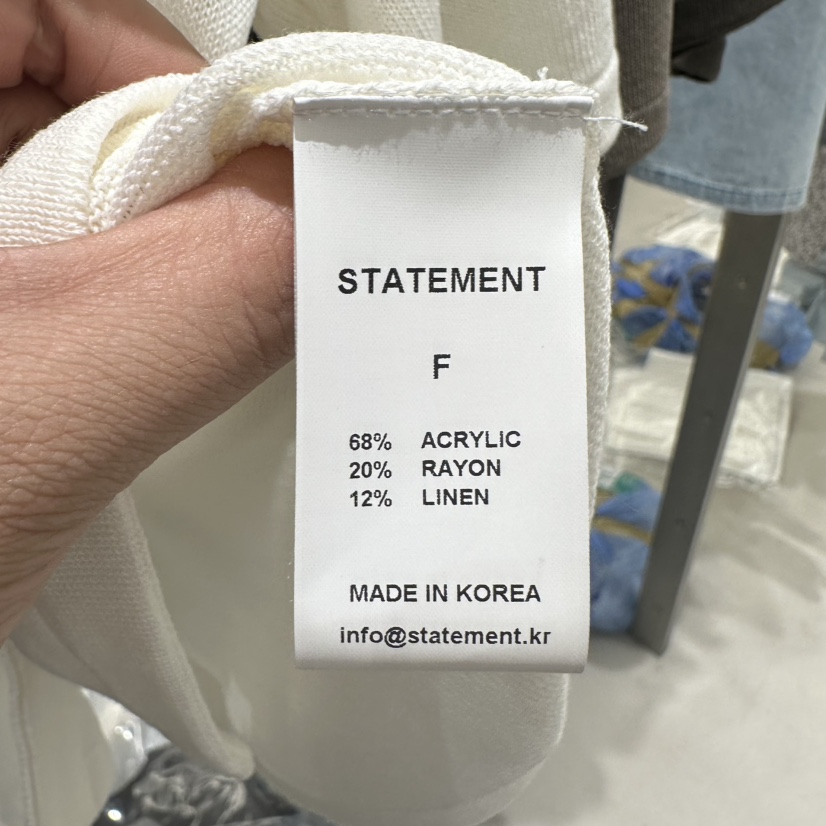 STATEMENT
F
68% ACRYLIC
20% RAYON
12% LINEN
MADE IN KOREA
info@statement.kr